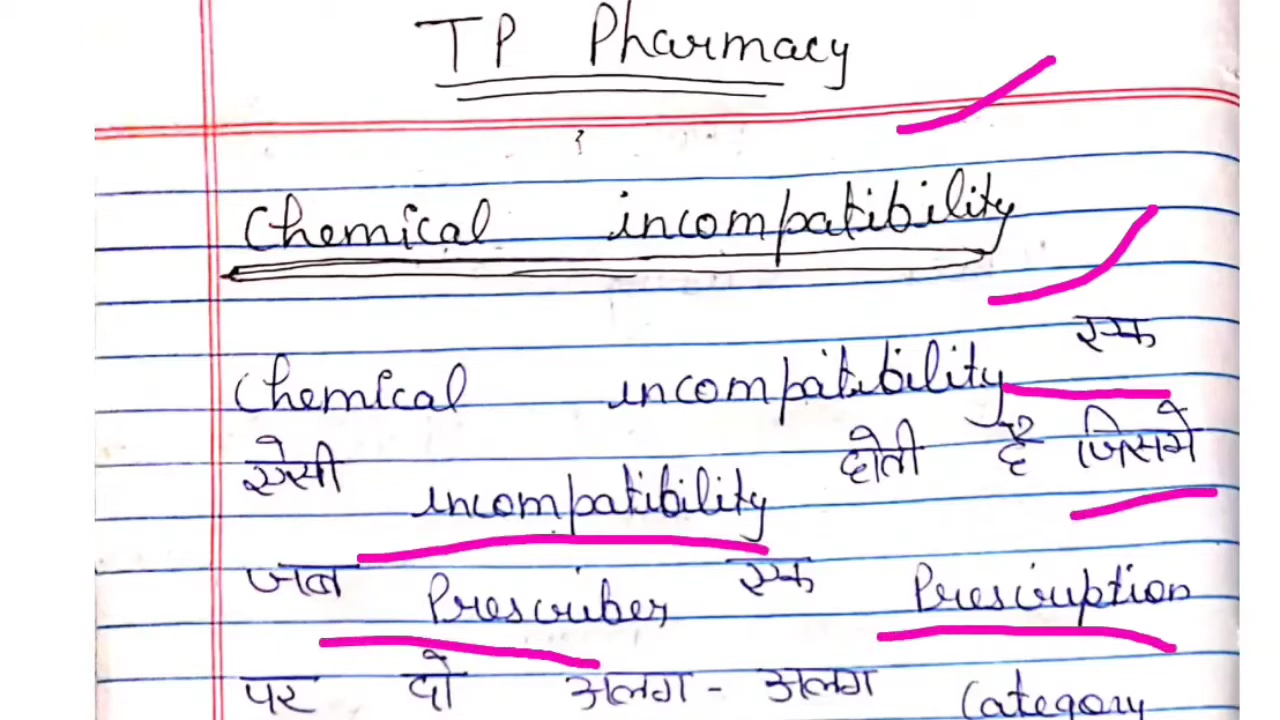 TP Pharmacy
Chemical incompatibility
Chemical incompatibility एक
ऐसी incompatibility होती है जिसमे
जब Prescriber एक Prescription
पर दो अलग - अलग Category